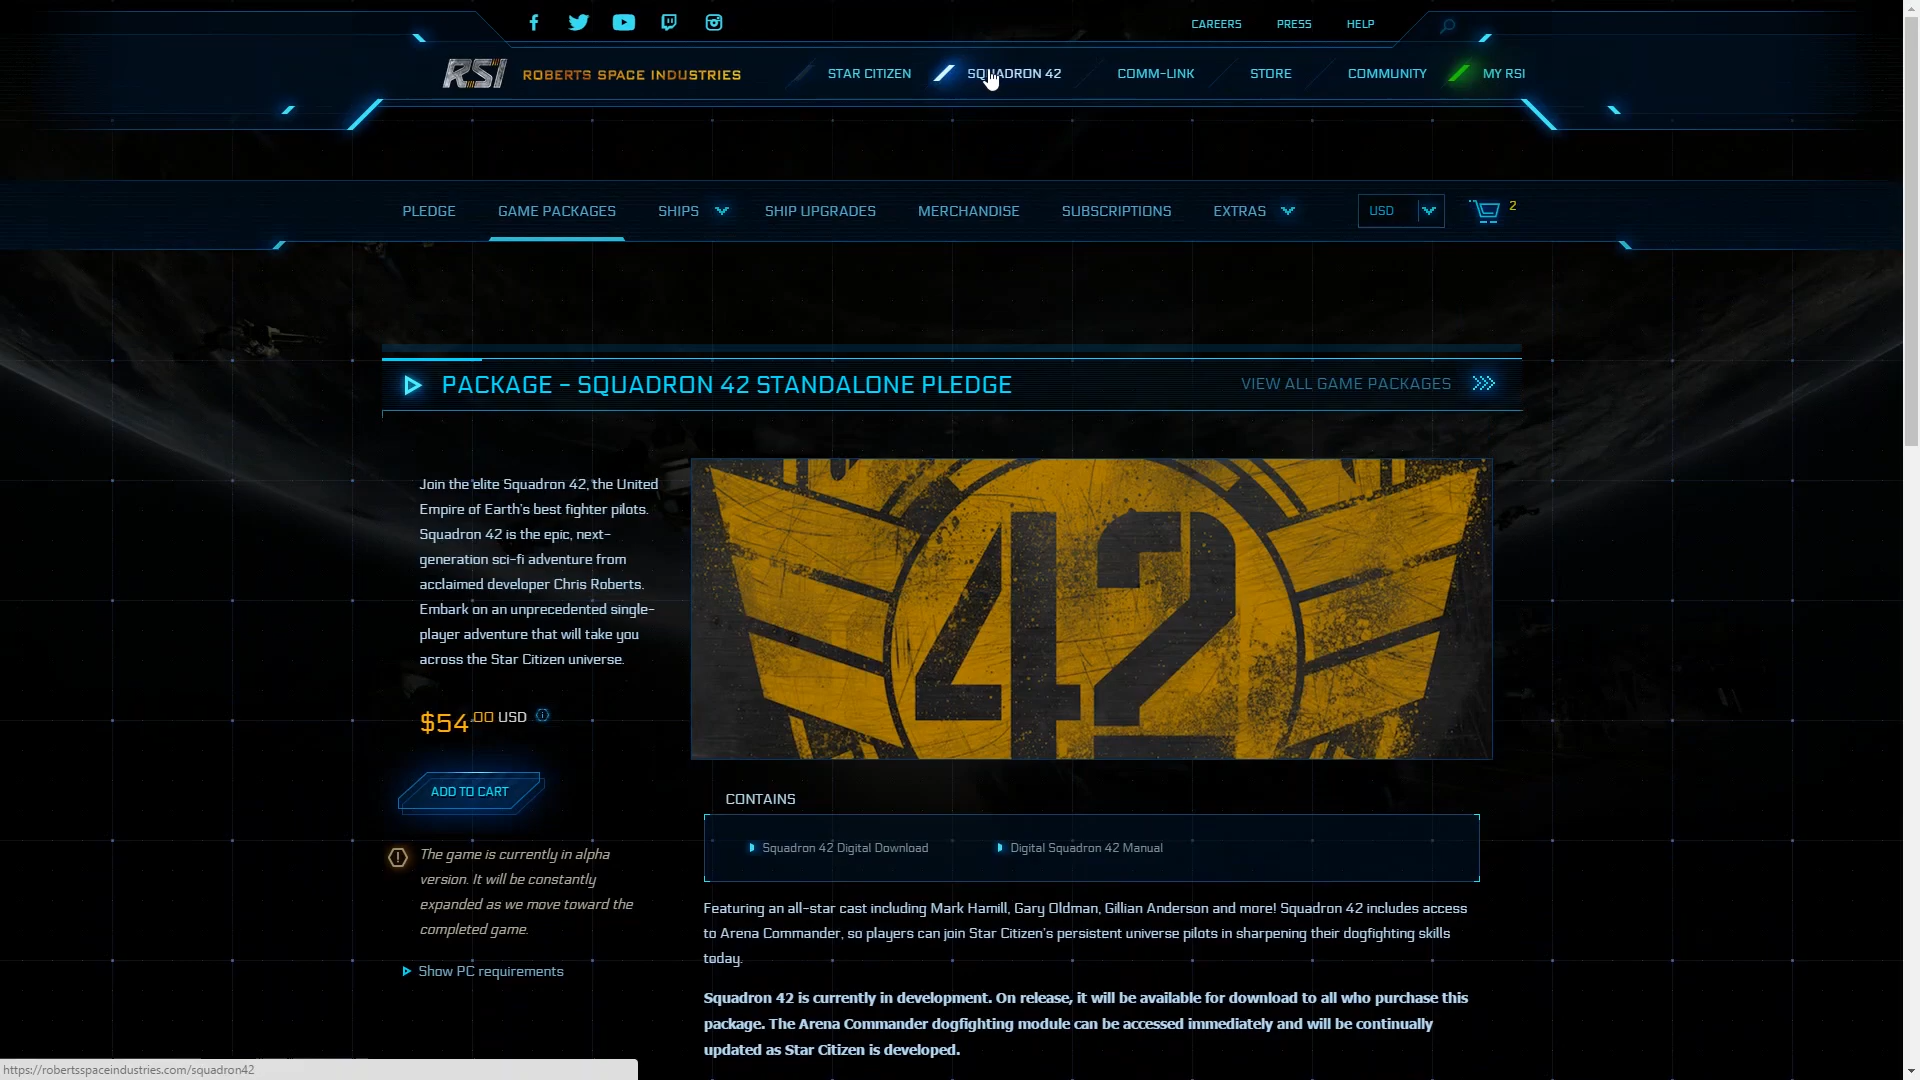 CAREERS PRESS HELP
RSI ROBERTS SPACE INDUSTRIES STAR CITIZEN SQUADRON 42 COMM-LINK STORE COMMUNITY MY RSI
PLEDGE GAME PACKAGES SHIPS SHIP UPGRADES MERCHANDISE SUBSCRIPTIONS EXTRAS USD 2
PACKAGE - SQUADRON 42 STANDALONE PLEDGE VIEW ALL GAME PACKAGES
Join the elite Squadron 42, the United
Empire of Earth's best fighter pilots.
Squadron 42 is the epic, next-
generation sci-fi adventure from
acclaimed developer Chris Roberts.
Embark on an unprecedented single-
player adventure that will take you
across the Star Citizen universe.
$54.00 USD
ADD TO CART
The game is currently in alpha
version. It will be constantly
expanded as we move toward the
completed game.
Show PC requirements
42
CONTAINS
Squadron 42 Digital Download Digital Squadron 42 Manual
Featuring an all-star cast including Mark Hamill, Gary Oldman, Gillian Anderson and more! Squadron 42 includes access
to Arena Commander, so players can join Star Citizen's persistent universe pilots in sharpening their dogfighting skills
today.
Squadron 42 is currently in development. On release, it will be available for download to all who purchase this
package. The Arena Commander dogfighting module can be accessed immediately and will be continually
updated as Star Citizen is developed.
https://robertsspaceindustries.com/squadron42